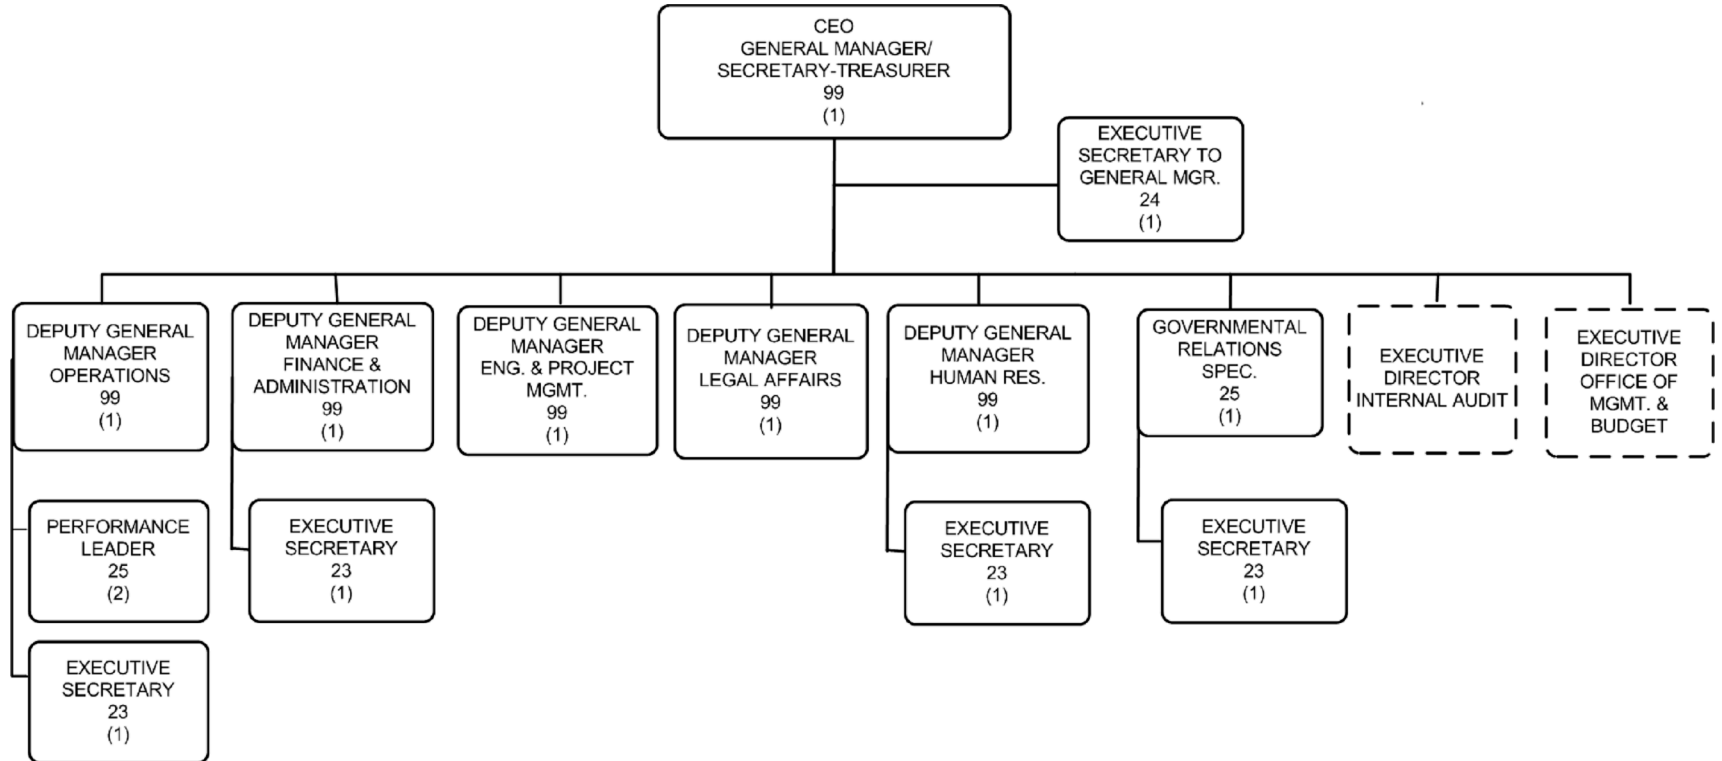 CEO
GENERAL MANAGER/
SECRETARY-TREASURER
99
(1)
EXECUTIVE
SECRETARY TO
GENERAL MGR.
24
(1)
DEPUTY GENERAL
MANAGER
OPERATIONS
99
(1)
DEPUTY GENERAL
MANAGER
FINANCE &
ADMINISTRATION
99
(1)
DEPUTY GENERAL
MANAGER
ENG. & PROJECT
MGMT.
99
(1)
DEPUTY GENERAL
MANAGER
LEGAL AFFAIRS
99
(1)
DEPUTY GENERAL
MANAGER
HUMAN RES.
99
(1)
GOVERNMENTAL
RELATIONS
SPEC.
25
(1)
EXECUTIVE
DIRECTOR
INTERNAL AUDIT
EXECUTIVE
DIRECTOR
OFFICE OF
MGMT. &
BUDGET
PERFORMANCE
LEADER
25
(2)
EXECUTIVE
SECRETARY
23
(1)
EXECUTIVE
SECRETARY
23
(1)
EXECUTIVE
SECRETARY
23
(1)
EXECUTIVE
SECRETARY
23
(1)